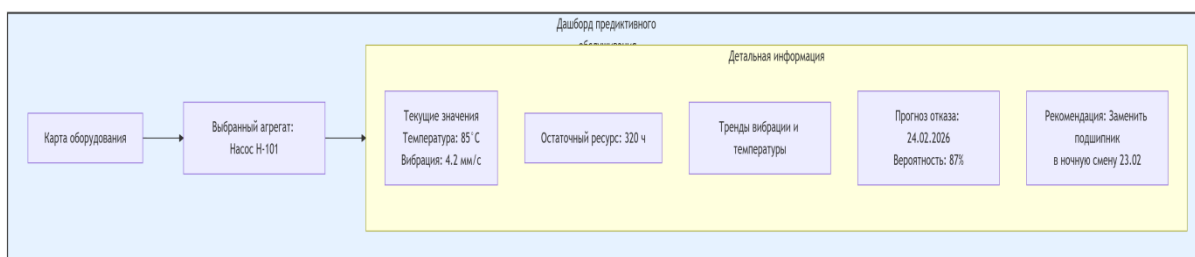 Дашборд предиктивного
Детальная информация
Карта оборудования
Выбранный агрегат:
Насос Н-101
Текущие значения
Температура: 85°C
Вибрация: 4.2 мм/с
Остаточный ресурс: 320 ч
Тренды вибрации и
температуры
Прогноз отказа:
24.02.2026
Вероятность: 87%
Рекомендация: Заменить
подшипник
в ночную смену 23.02